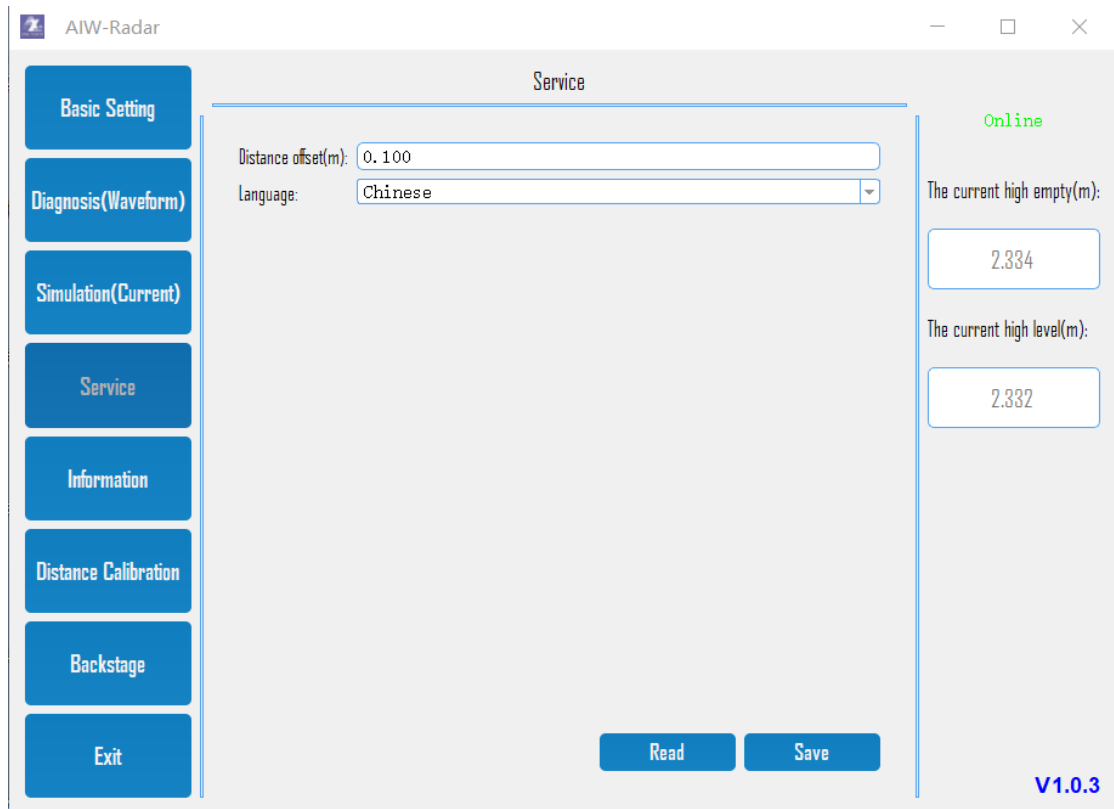 AIW-Radar
Basic Setting
Diagnosis(Waveform)
Simulation(Current)
Service
Information
Distance Calibration
Backstage
Exit
Service
Distance offset(m): 0.100
Language: Chinese
Read Save
Online
The current high empty(m):
2.334
The current high level(m):
2.332
V1.0.3